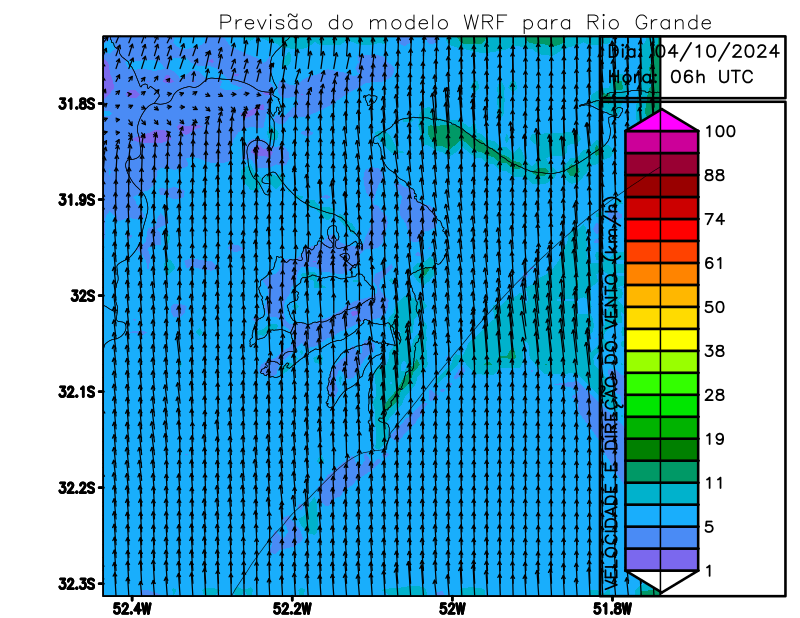 Previsão do modelo WRF para Rio Grande
Dia: 04/10/2024
Hora: 06h UTC
31.8S
31.9S
32S
32.1S
32.2S
32.3S
52.4W
52.2W
52W
51.8W
VELOCIDADE E DIREÇÃO DO VENTO (km/h)
100
88
74
61
50
38
28
19
11
5
1